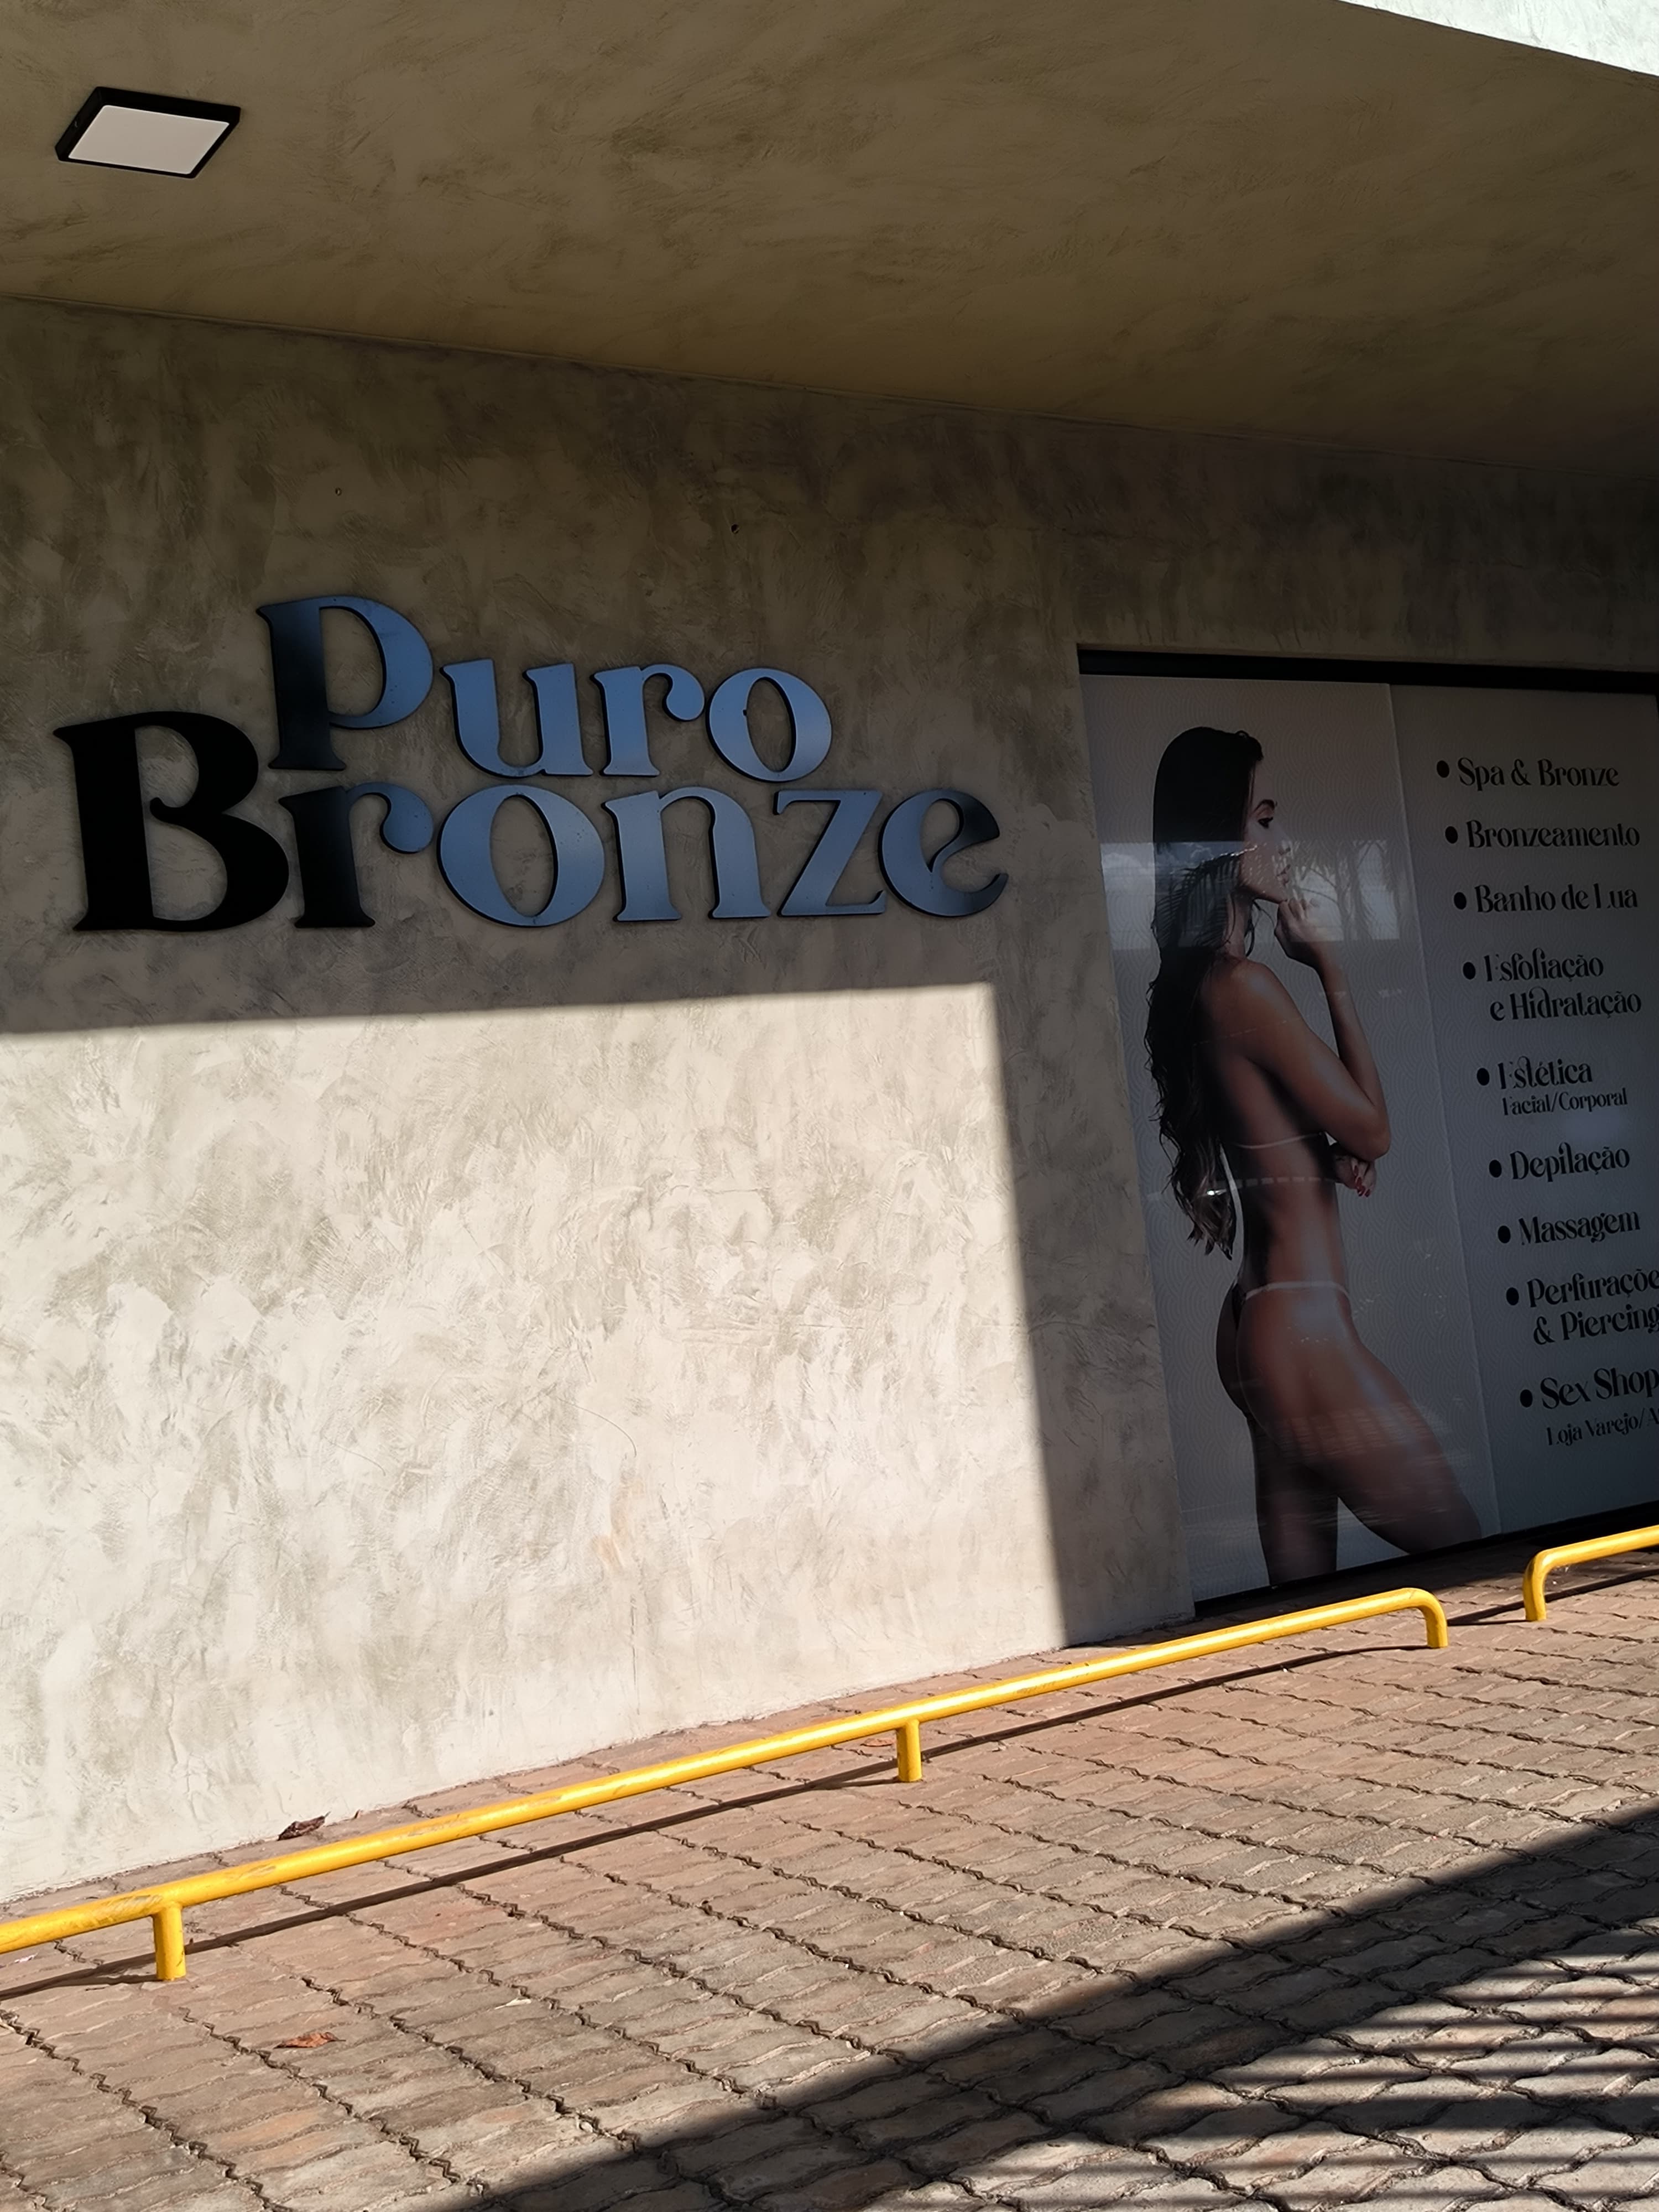 Puro
Bronze
• Spa & Bronze
• Bronzeamento
• Banho de Lua
• Esfoliação
e Hidratação
• Estética
Facial/Corporal
• Depilação
• Massagem
• Perfuraçõe
& Piercing
• Sex Shop
Loja Varejo/A